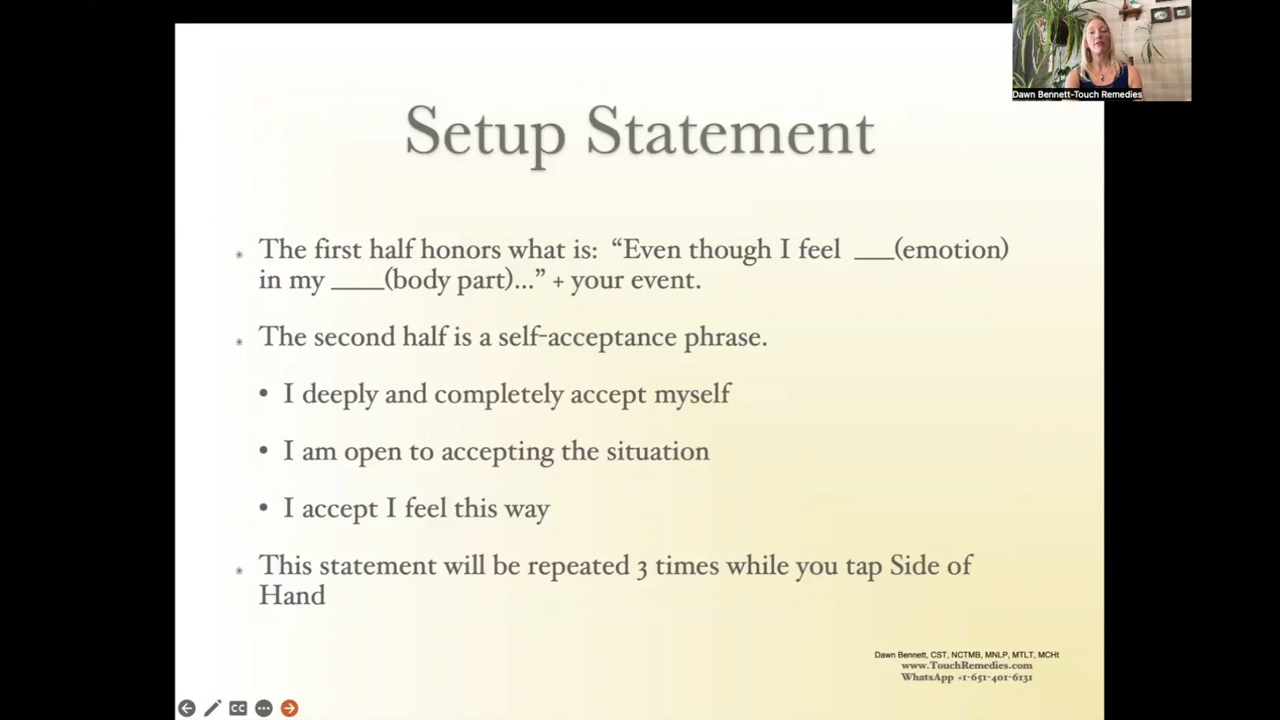 Dawn Bennett-Touch Remedies
Setup Statement
* The first half honors what is: “Even though I feel ___(emotion)
in my ____(body part)...” + your event.
* The second half is a self-acceptance phrase.
• I deeply and completely accept myself
• I am open to accepting the situation
• I accept I feel this way
* This statement will be repeated 3 times while you tap Side of
Hand
Dawn Bennett, CST, NCTMB, MNLP, MTLT, MCHt
www.TouchRemedies.com
WhatsApp +1-651-401-6131
CC